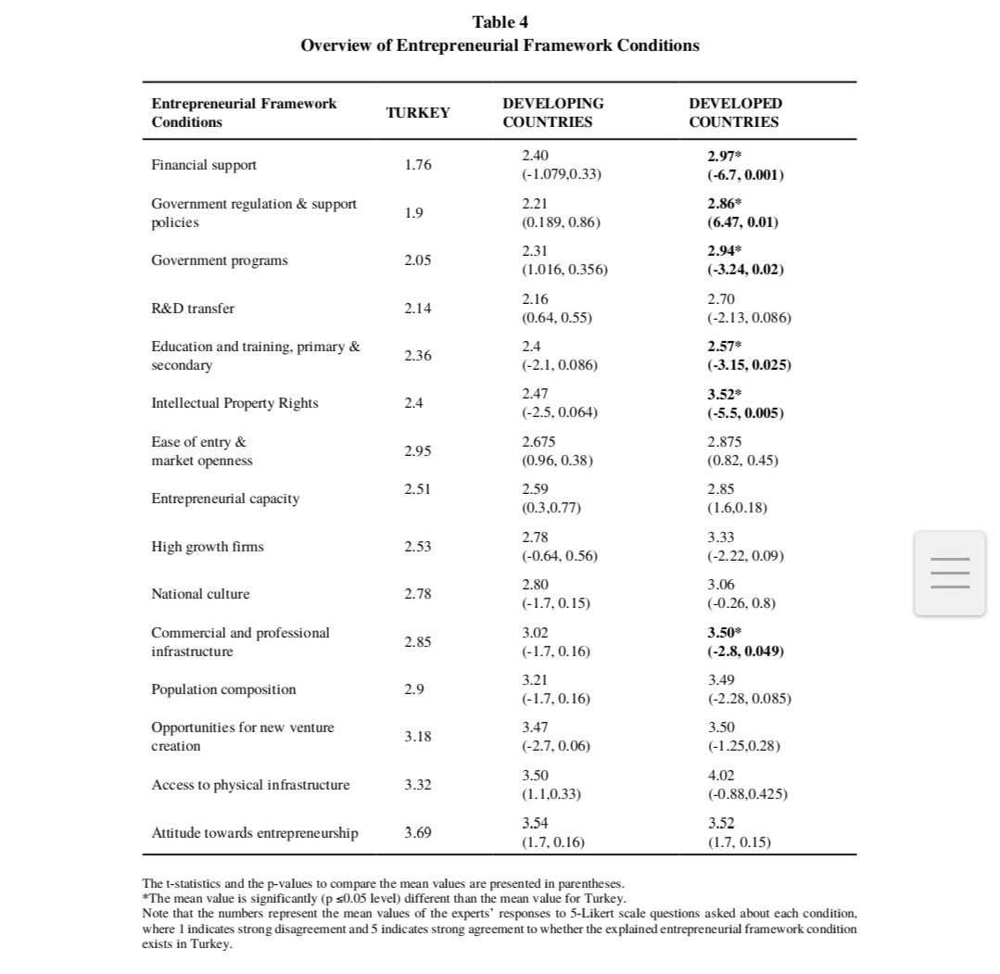 Table 4
Overview of Entrepreneurial Framework Conditions
Entrepreneurial Framework Conditions TURKEY DEVELOPING COUNTRIES DEVELOPED COUNTRIES
Financial support 1.76 2.40 2.97*
(-1.079,0.33) (-6.7, 0.001)
Government regulation & support policies 1.9 2.21 2.86*
(0.189, 0.86) (6.47, 0.01)
Government programs 2.05 2.31 2.94*
(1.016, 0.356) (-3.24, 0.02)
R&D transfer 2.14 2.16 2.70
(0.64, 0.55) (-2.13, 0.086)
Education and training, primary & secondary 2.36 2.4 2.57*
(-2.1, 0.086) (-3.15, 0.025)
Intellectual Property Rights 2.4 2.47 3.52*
(-2.5, 0.064) (-5.5, 0.005)
Ease of entry & market openness 2.95 2.675 2.875
(0.96, 0.38) (0.82, 0.45)
Entrepreneurial capacity 2.51 2.59 2.85
(0.3,0.77) (1.6,0.18)
High growth firms 2.53 2.78 3.33
(-0.64, 0.56) (-2.22, 0.09)
National culture 2.78 2.80 3.06
(-1.7, 0.15) (-0.26, 0.8)
Commercial and professional infrastructure 2.85 3.02 3.50*
(-1.7, 0.16) (-2.8, 0.049)
Population composition 2.9 3.21 3.49
(-1.7, 0.16) (-2.28, 0.085)
Opportunities for new venture creation 3.18 3.47 3.50
(-2.7, 0.06) (-1.25,0.28)
Access to physical infrastructure 3.32 3.50 4.02
(1.1,0.33) (-0.88,0.425)
Attitude towards entrepreneurship 3.69 3.54 3.52
(1.7, 0.16) (1.7, 0.15)
The t-statistics and the p-values to compare the mean values are presented in parentheses.
*The mean value is significantly (p ≤0.05 level) different than the mean value for Turkey.
Note that the numbers represent the mean values of the experts' responses to 5-Likert scale questions asked about each condition,
where 1 indicates strong disagreement and 5 indicates strong agreement to whether the explained entrepreneurial framework condition
exists in Turkey.